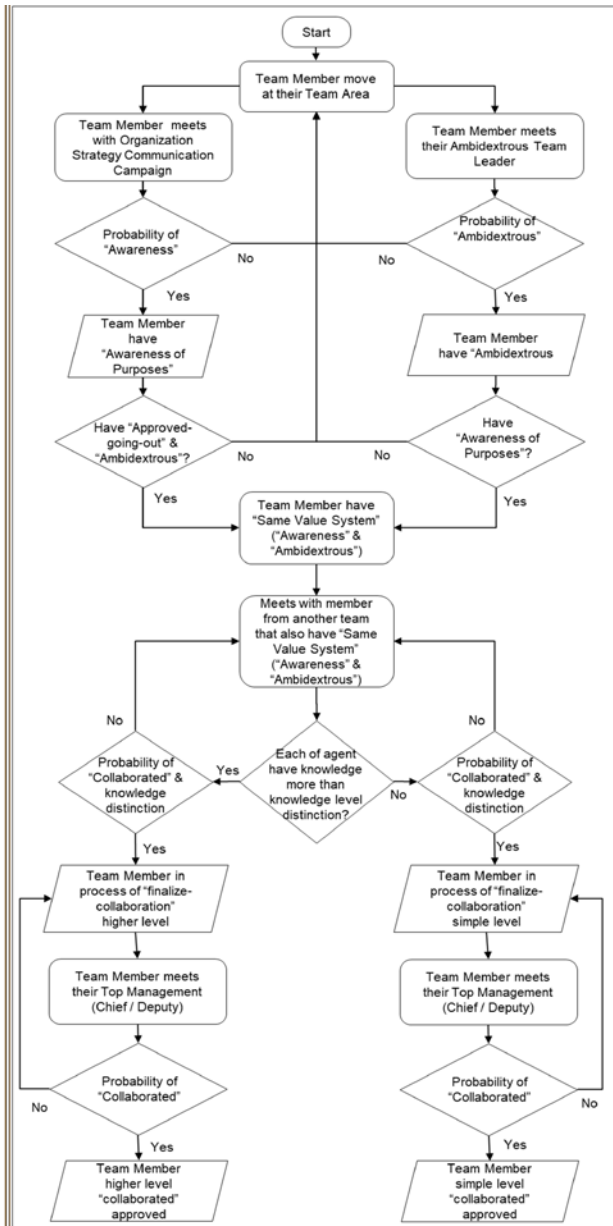 Start
Team Member move
at their Team Area
Team Member meets
with Organization
Strategy Communication
Campaign
Team Member meets
their Ambidextrous Team
Leader
Probability of
“Awareness”
No
No
Probability of
“Ambidextrous”
Yes
Yes
Team Member
have
“Awareness of
Purposes”
Team Member
have “Ambidextrous
Have “Approved-
going-out” &
“Ambidextrous”?
No
No
Have
“Awareness of
Purposes”?
Yes
Yes
Team Member have
“Same Value System”
(“Awareness” &
“Ambidextrous”)
Meets with member
from another team
that also have “Same
Value System”
(“Awareness” &
“Ambidextrous”)
No
No
Probability of
“Collaborated” &
knowledge
distinction
Yes
Each of agent
have knowledge
more than
knowledge level
distinction?
No
Probability of
“Collaborated” &
knowledge
distinction
Yes
Yes
Team Member in
process of “finalize-
collaboration”
higher level
Team Member in
process of “finalize-
collaboration”
simple level
Team Member meets
their Top Management
(Chief / Deputy)
Team Member meets
their Top Management
(Chief / Deputy)
Probability of
“Collaborated”
Probability of
“Collaborated”
No
No
Yes
Yes
Team Member
higher level
“collaborated”
approved
Team Member
simple level
“collaborated”
approved